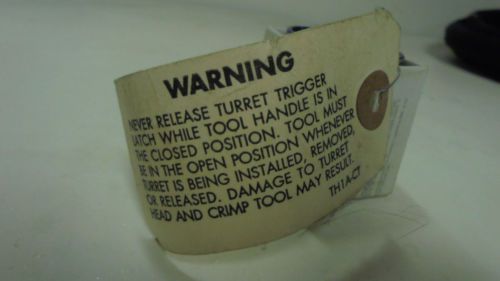 WARNING
NEVER RELEASE TURRET TRIGGER
LATCH WHILE TOOL HANDLE IS IN
THE CLOSED POSITION. TOOL MUST
BE IN THE OPEN POSITION WHENEVER
TURRET IS BEING INSTALLED, REMOVED,
OR RELEASED. DAMAGE TO TURRET
HEAD AND CRIMP TOOL MAY RESULT.
TH1A-CT